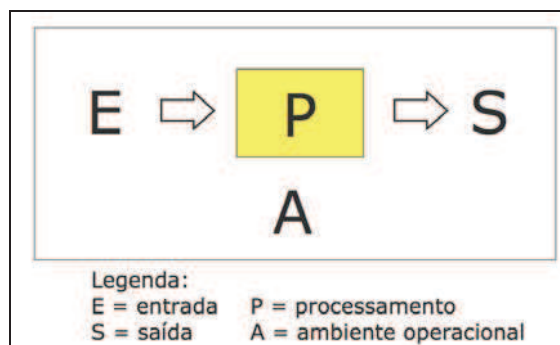 E P S
A
Legenda:
E = entrada P = processamento
S = saída A = ambiente operacional